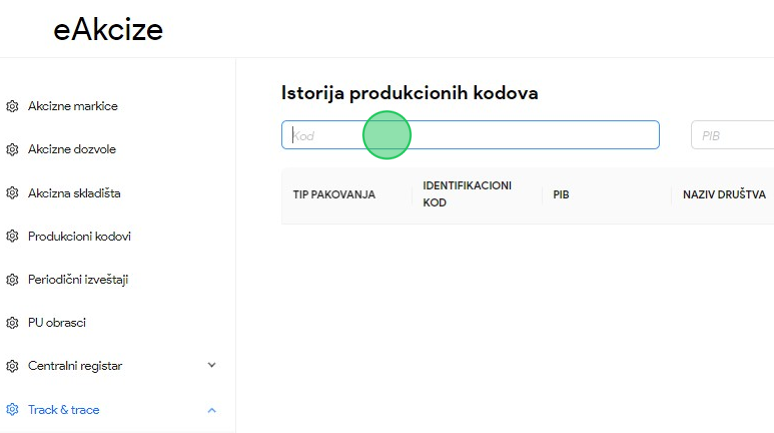 eAkcize
Akcizne markice
Akcizne dozvole
Akcizna skladišta
Produkcioni kodovi
Periodični izveštaji
PU obrasci
Centralni registar
Track & trace
Istorija produkcionih kodova
Kod
PIB
TIP PAKOVANJA
IDENTIFIKACIONI
KOD
PIB
NAZIV DRUŠTVA